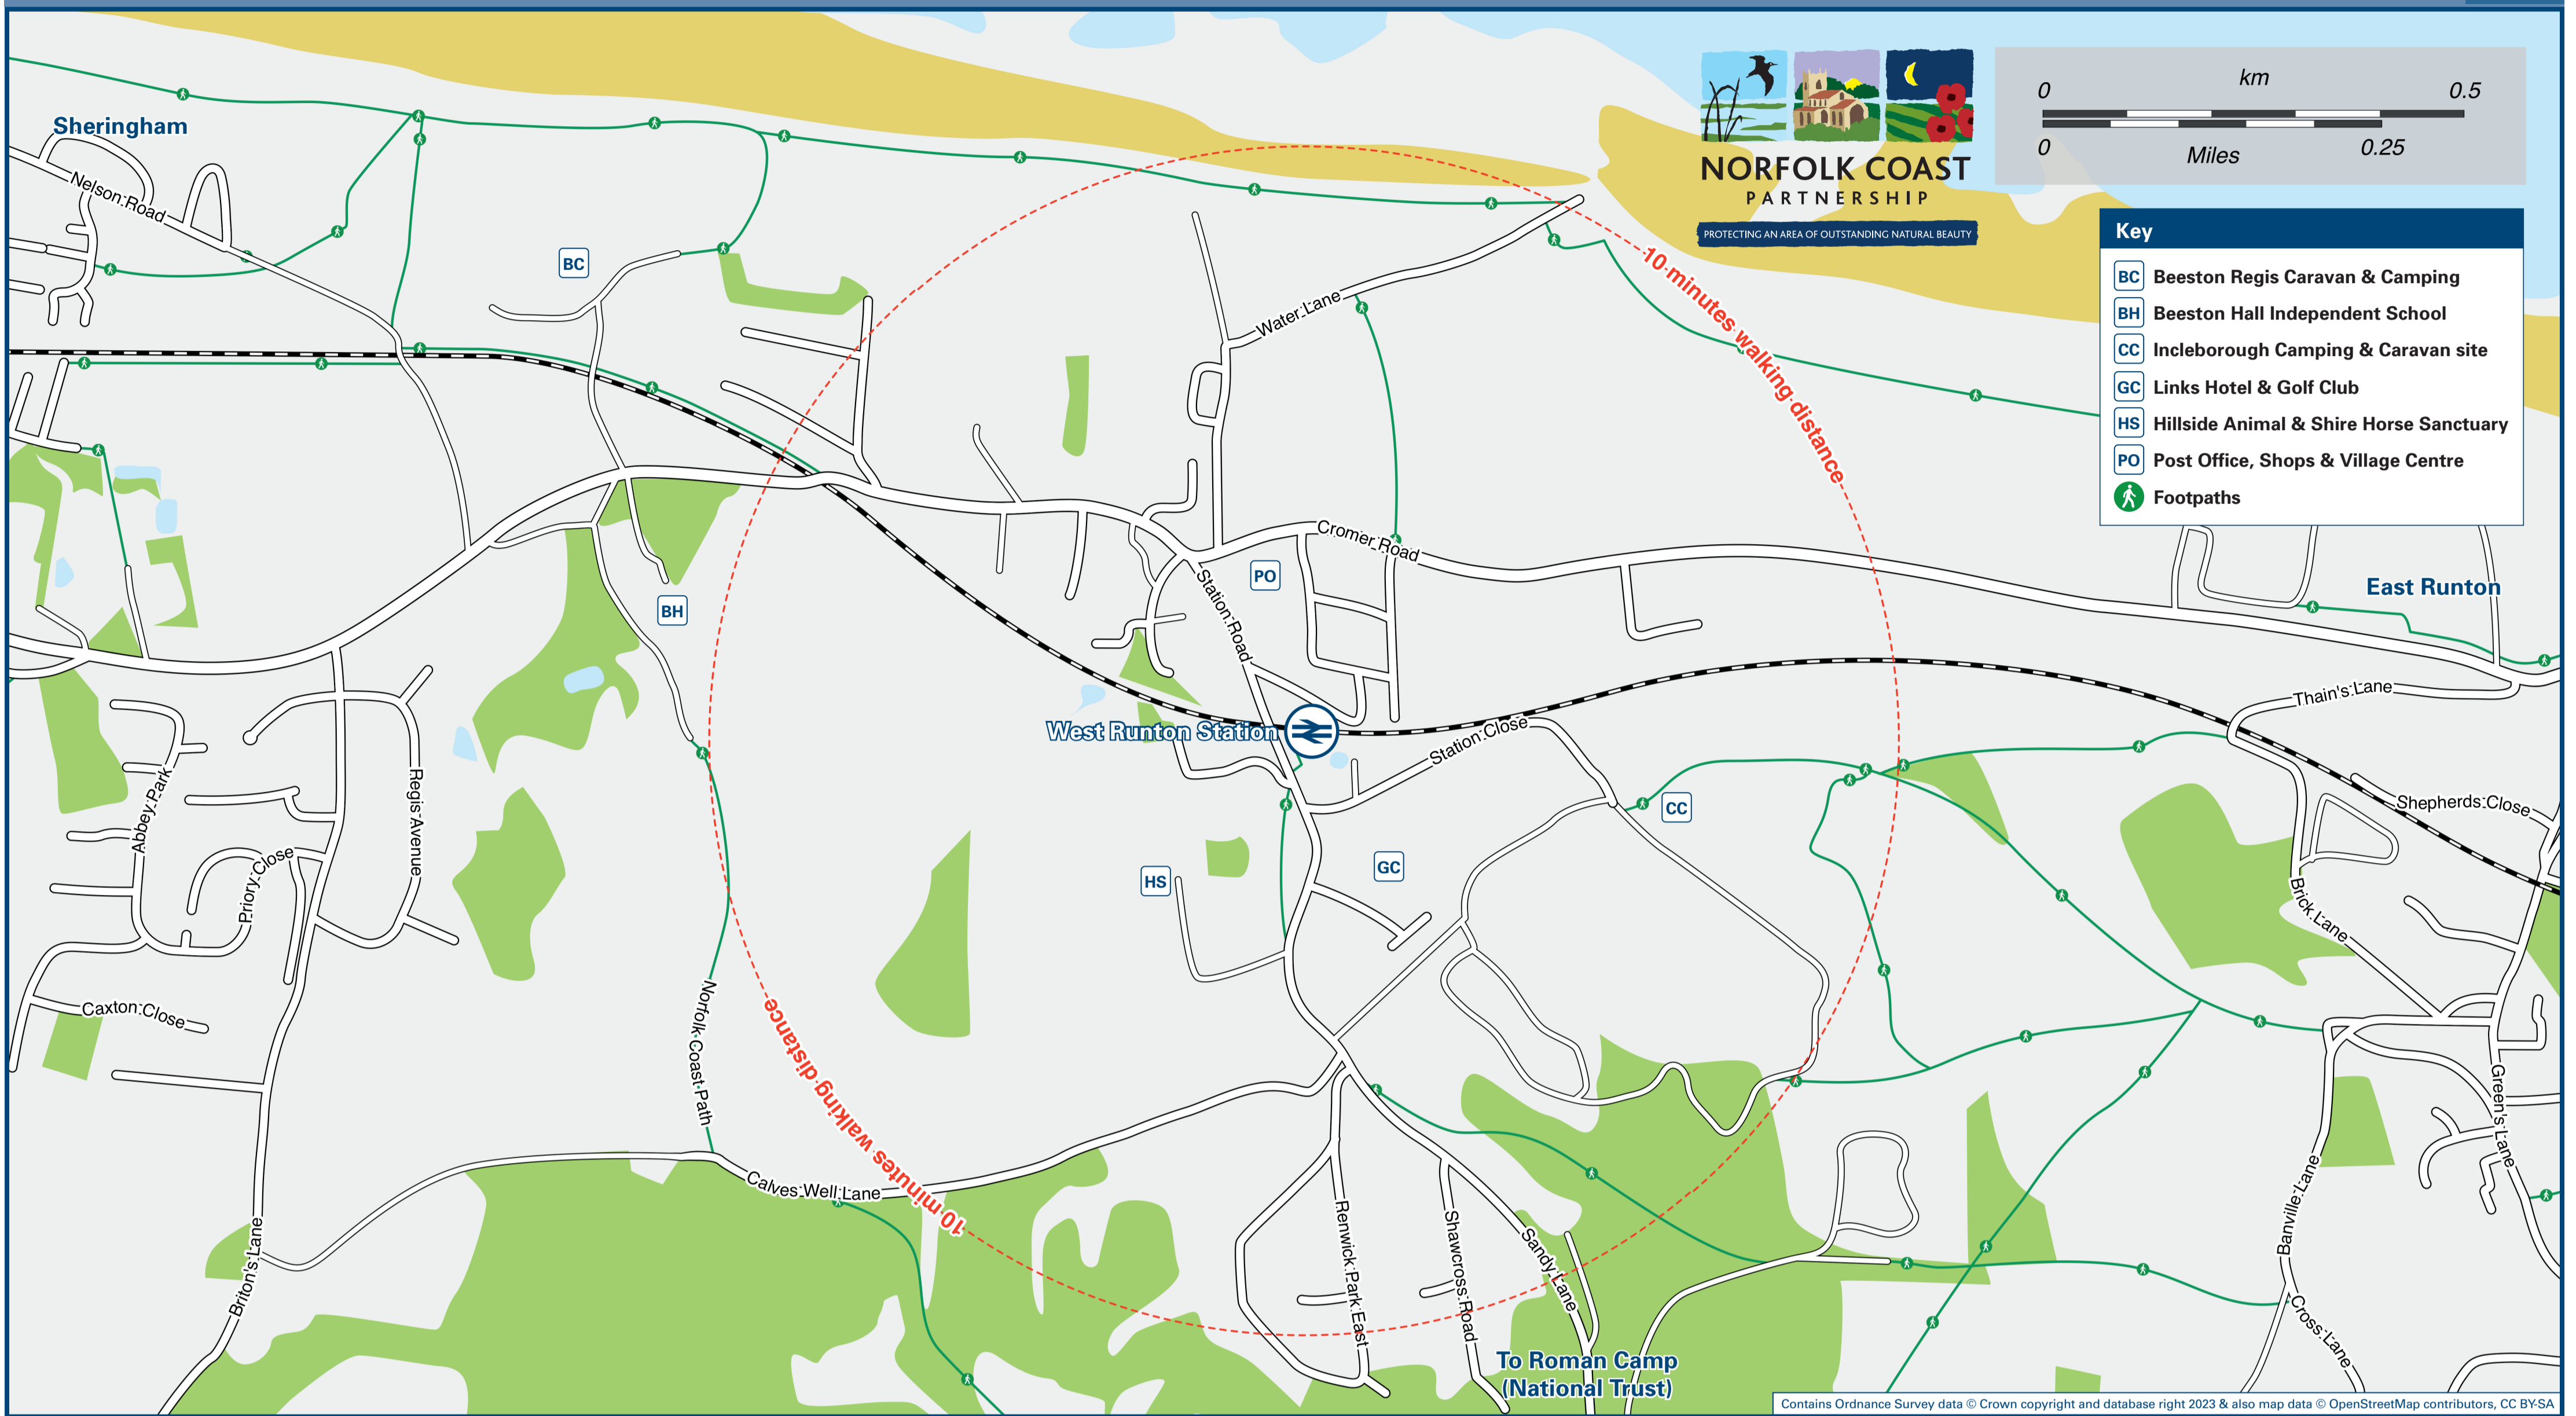 Sheringham
Nelson Road
BC
NORFOLK COAST
PARTNERSHIP
PROTECTING AN AREA OF OUTSTANDING NATURAL BEAUTY
km
0
0.5
0
Miles
0.25
Key
BC Beeston Regis Caravan & Camping
BH Beeston Hall Independent School
CC Incleborough Camping & Caravan site
GC Links Hotel & Golf Club
HS Hillside Animal & Shire Horse Sanctuary
PO Post Office, Shops & Village Centre
Footpaths
10 minutes walking distance
Water Lane
Cromer Road
PO
Station Road
BH
East Runton
Thain's Lane
West Runton Station
Station Close
CC
Shepherds Close
Abbey Park
Regis Avenue
Priory Close
HS
GC
Brick Lane
Caxton Close
Norfolk Coast Path
10 minutes walking distance
Green's Lane
Calves Well Lane
Briton's Lane
Renwick Park East
Shawcross Road
Sandy Lane
Banville Lane
Cross Lane
To Roman Camp
(National Trust)
Contains Ordnance Survey data © Crown copyright and database right 2023 & also map data © OpenStreetMap contributors, CC BY-SA